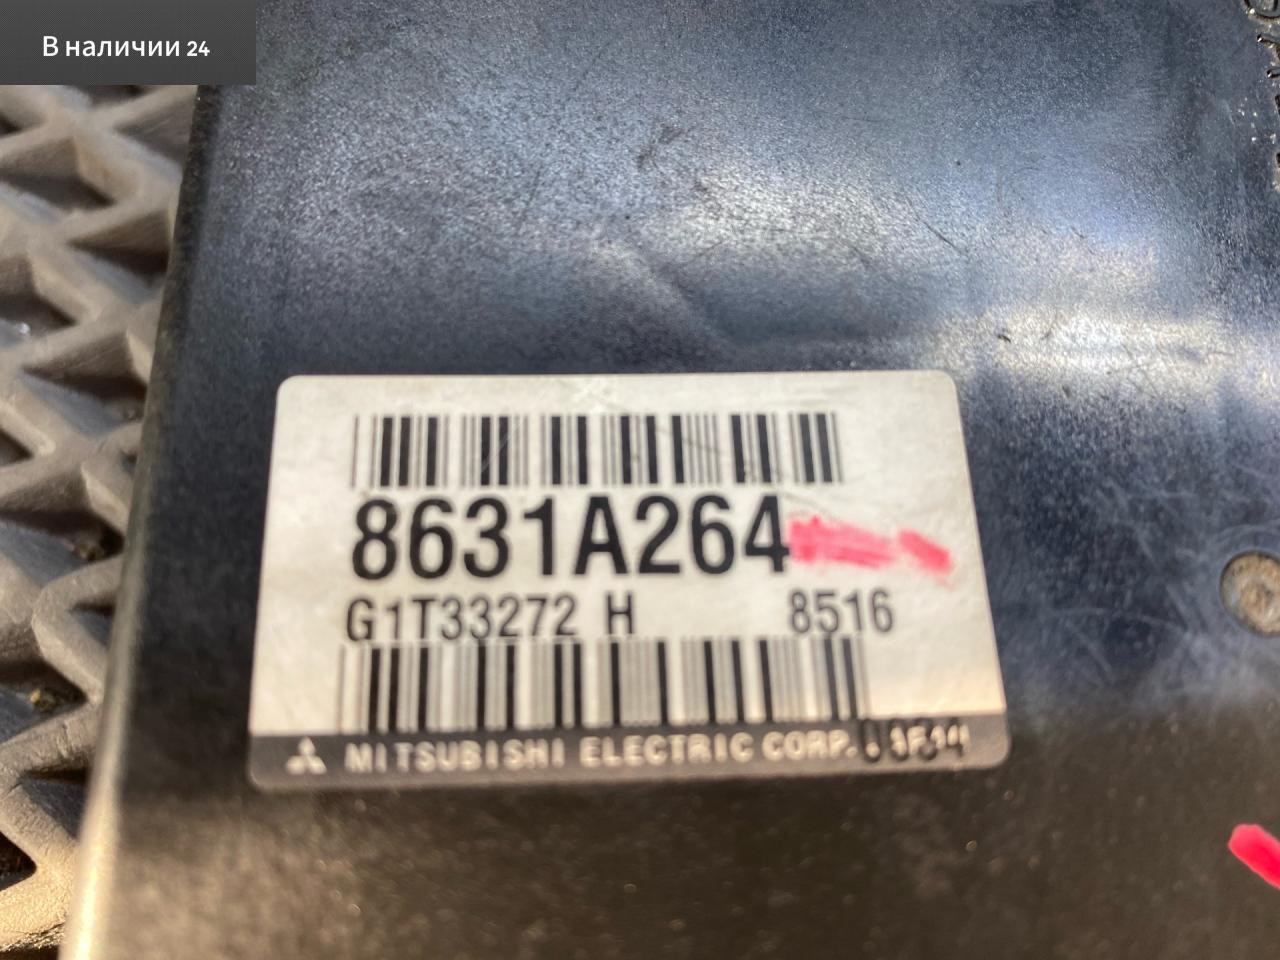 В наличии 24
8631A264
G1T33272 H 8516
MITSUBISHI ELECTRIC CORP.